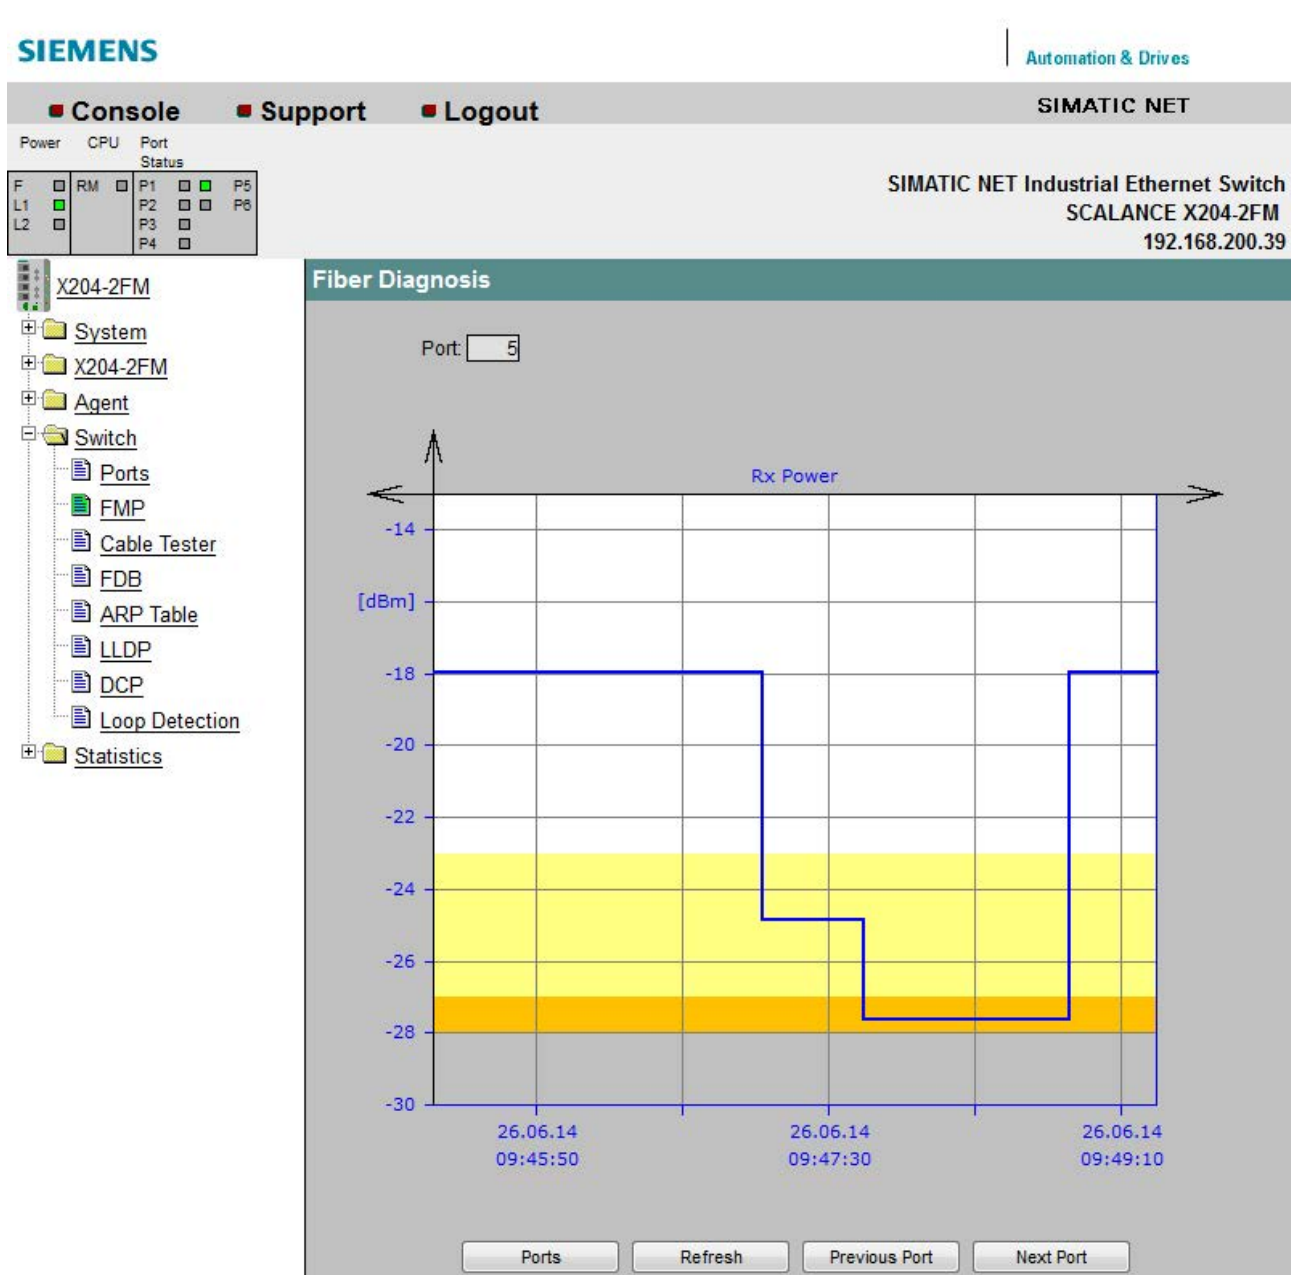 SIEMENS
Automation & Drives
Console Support Logout
SIMATIC NET
Power CPU Port
Status
F RM P1 P5
L1 P2 P6
L2 P3
P4
SIMATIC NET Industrial Ethernet Switch
SCALANCE X204-2FM
192.168.200.39
X204-2FM
System
X204-2FM
Agent
Switch
Ports
FMP
Cable Tester
FDB
ARP Table
LLDP
DCP
Loop Detection
Statistics
Fiber Diagnosis
Port: 5
Rx Power
-14
[dBm]
-18
-20
-22
-24
-26
-28
-30
26.06.14 26.06.14 26.06.14
09:45:50 09:47:30 09:49:10
Ports Refresh Previous Port Next Port